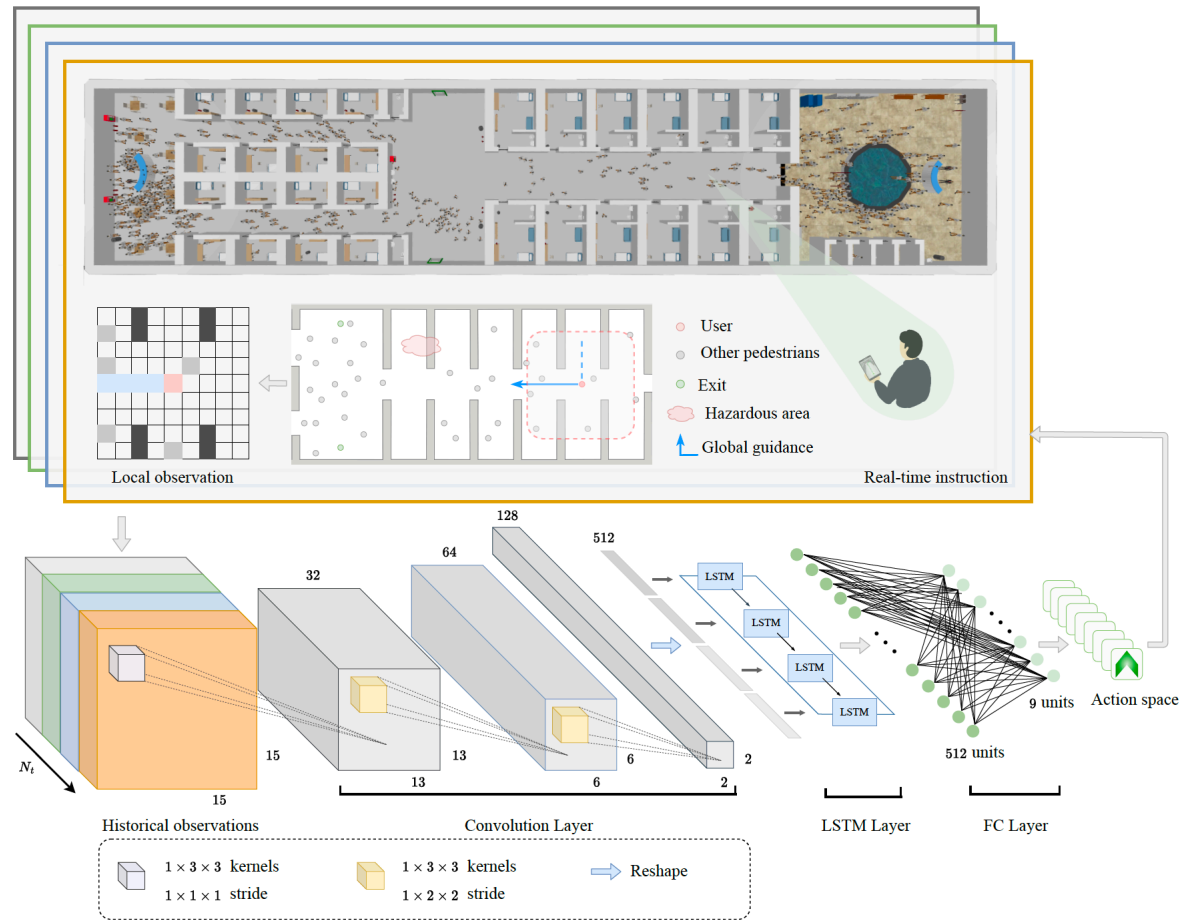 User
Other pedestrians
Exit
Hazardous area
Global guidance
Local observation
Real-time instruction
32
64
128
512
LSTM
LSTM
LSTM
LSTM
N_t
15
15
13
13
6
6
2
2
512 units
9 units
Action space
Historical observations
Convolution Layer
LSTM Layer
FC Layer
1 × 3 × 3 kernels
1 × 1 × 1 stride
1 × 3 × 3 kernels
1 × 2 × 2 stride
Reshape